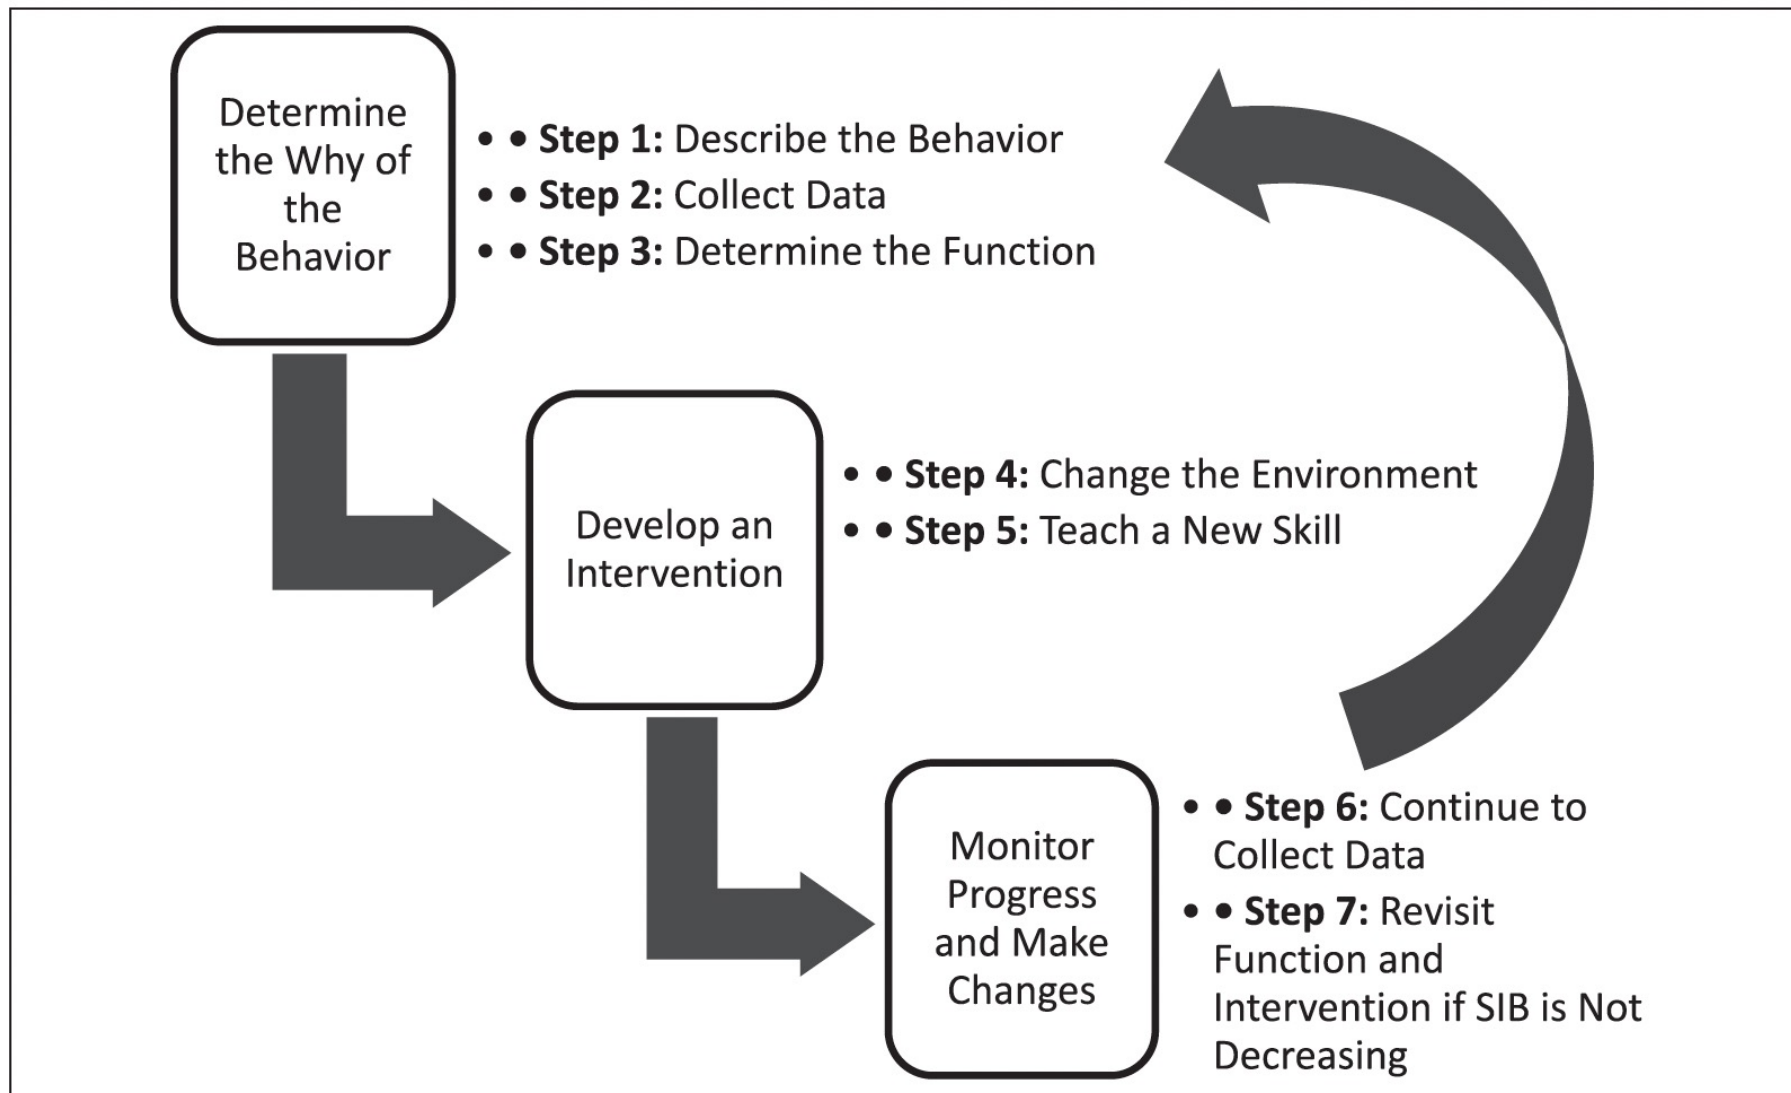 Determine
the Why of
the
Behavior
• • Step 1: Describe the Behavior
• • Step 2: Collect Data
• • Step 3: Determine the Function
Develop an
Intervention
• • Step 4: Change the Environment
• • Step 5: Teach a New Skill
Monitor
Progress
and Make
Changes
• • Step 6: Continue to
Collect Data
• • Step 7: Revisit
Function and
Intervention if SIB is Not
Decreasing